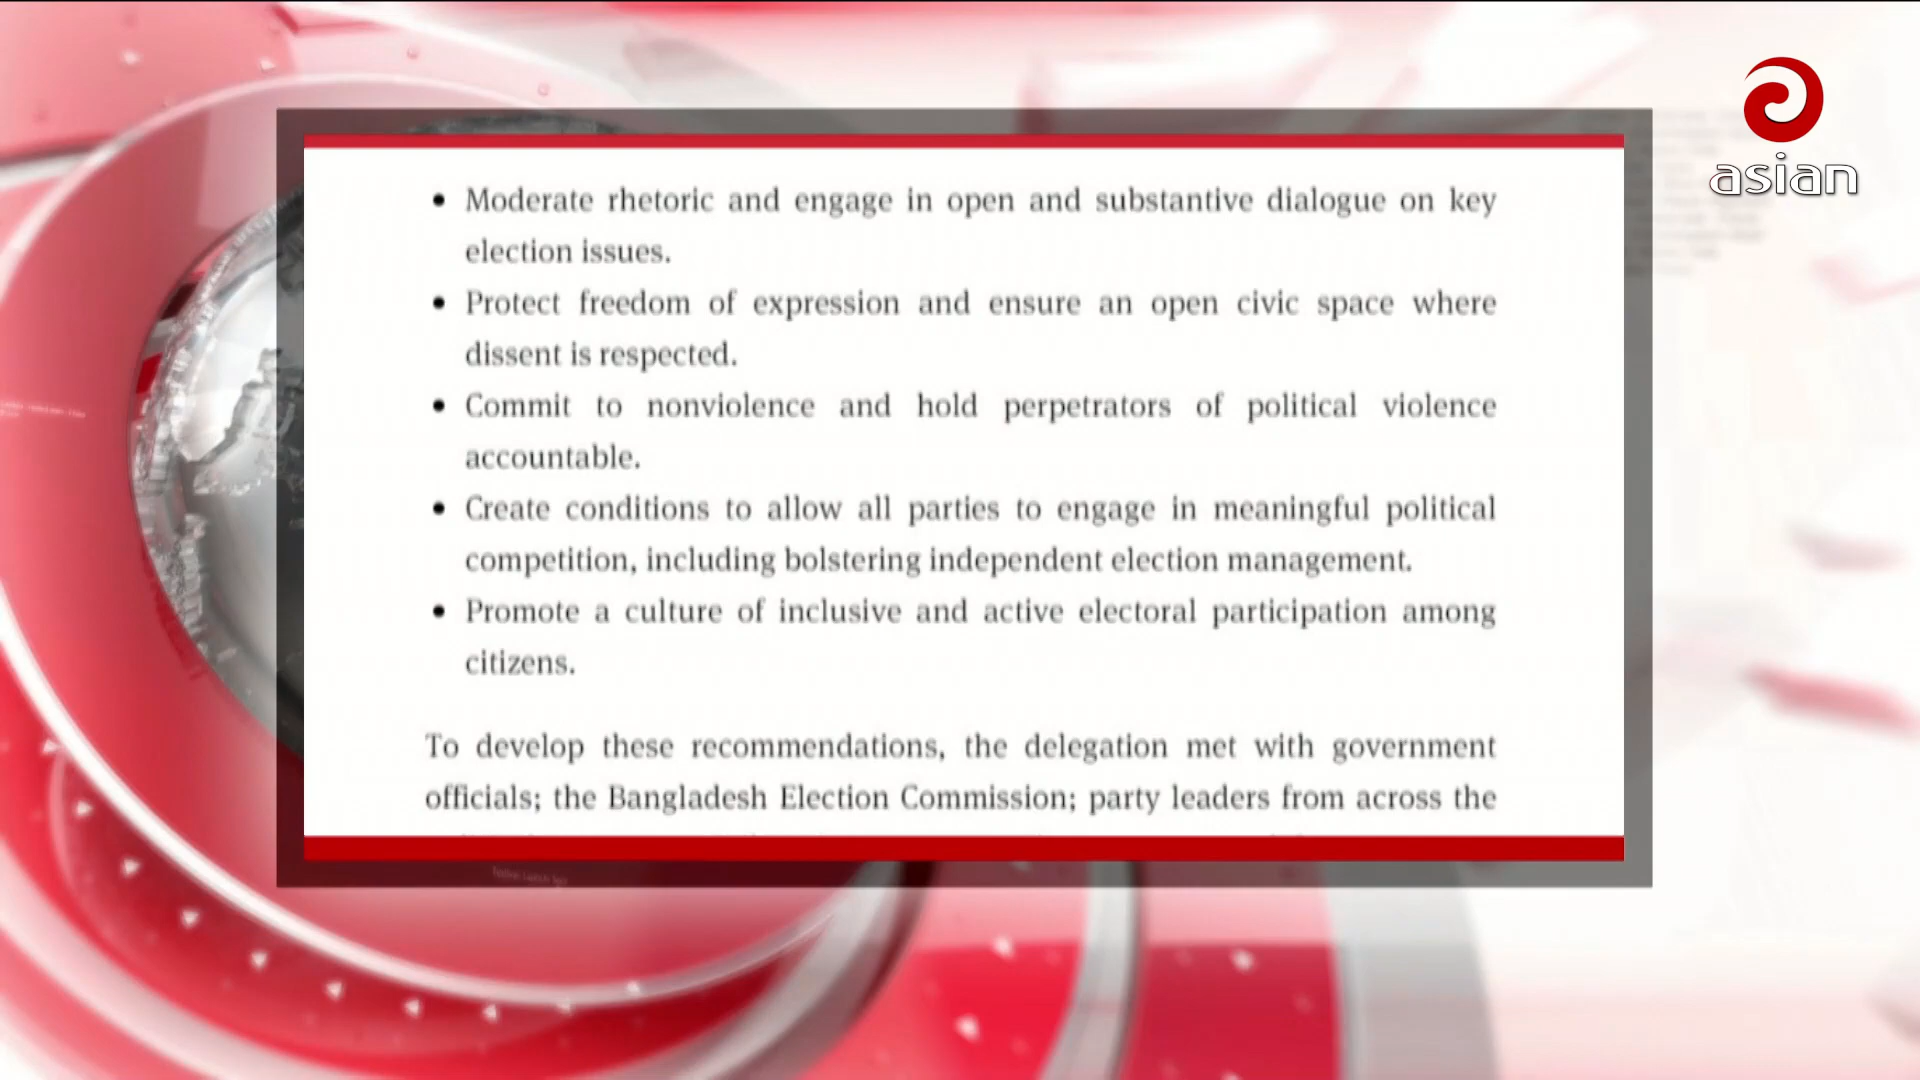 asian
• Moderate rhetoric and engage in open and substantive dialogue on key
election issues.
• Protect freedom of expression and ensure an open civic space where
dissent is respected.
• Commit to nonviolence and hold perpetrators of political violence
accountable.
• Create conditions to allow all parties to engage in meaningful political
competition, including bolstering independent election management.
• Promote a culture of inclusive and active electoral participation among
citizens.
To develop these recommendations, the delegation met with government
officials; the Bangladesh Election Commission; party leaders from across the